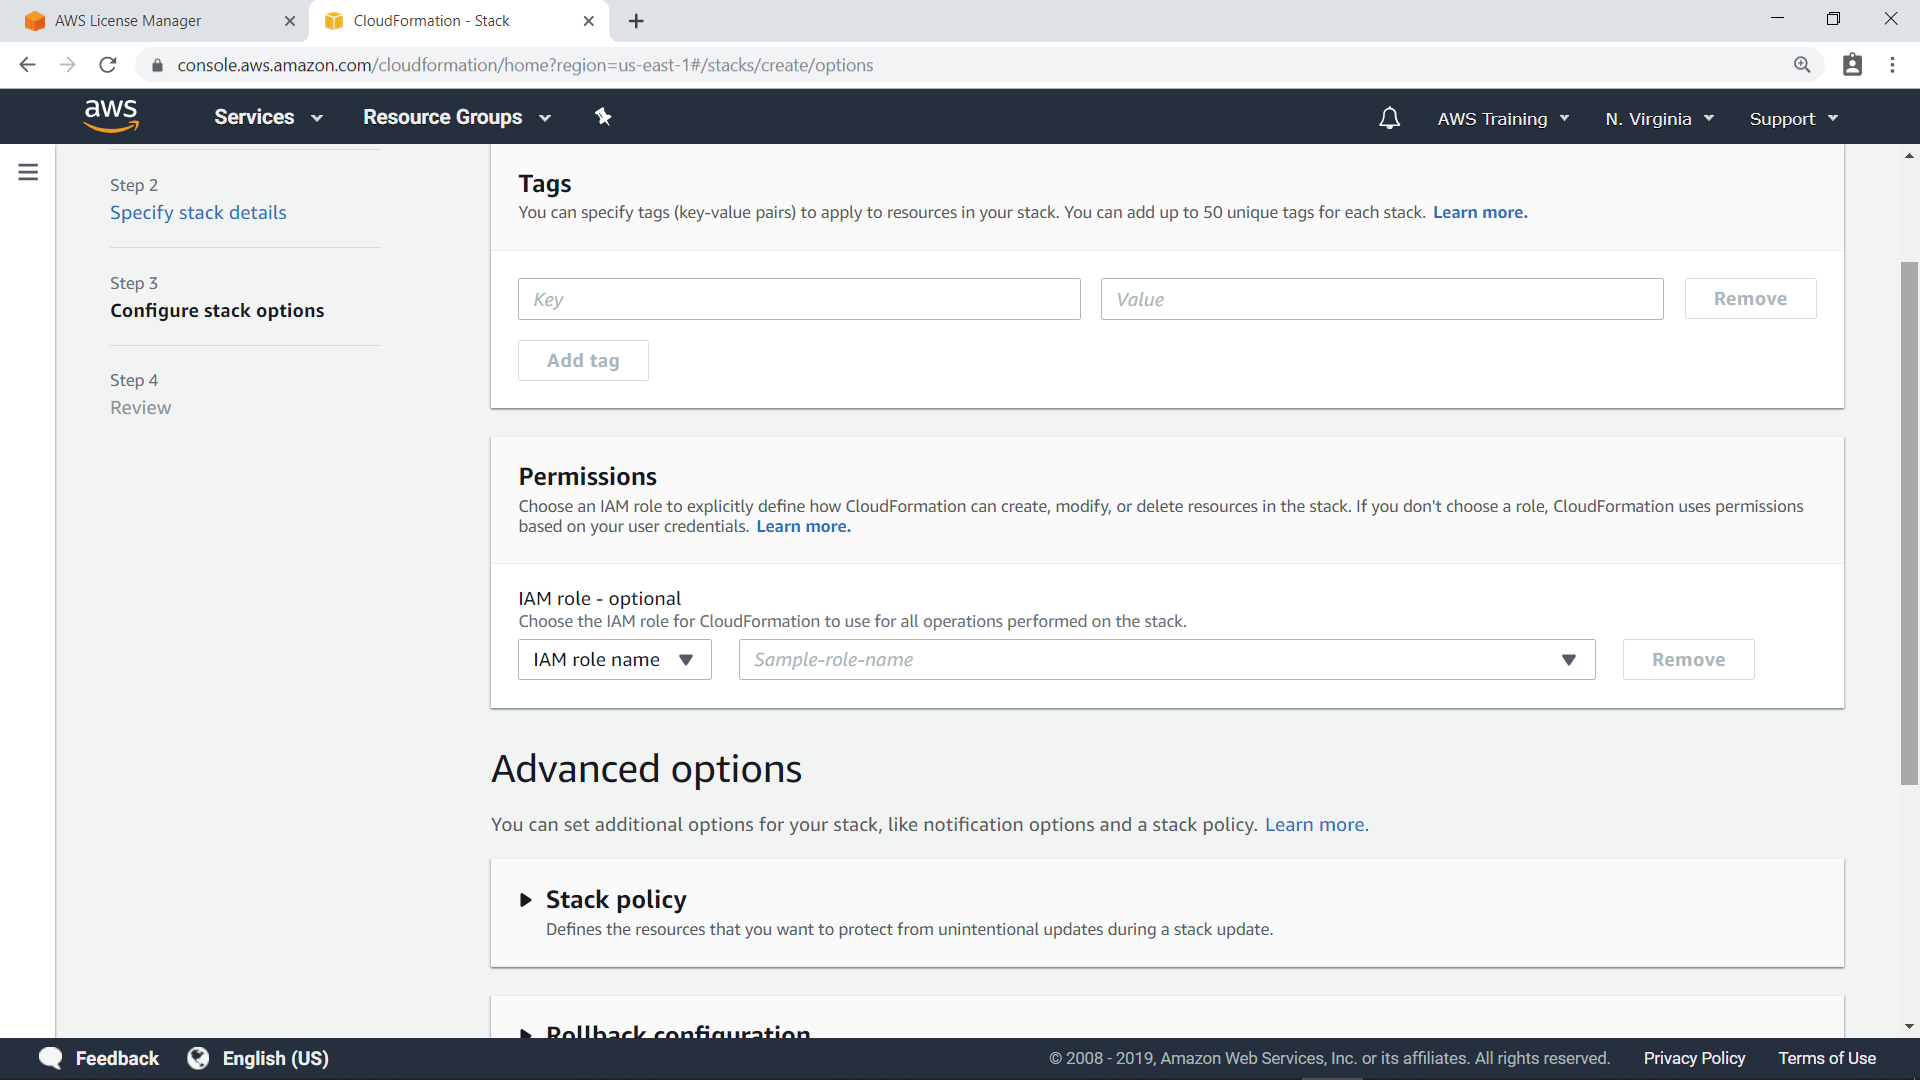 AWS License Manager
CloudFormation - Stack
console.aws.amazon.com/cloudformation/home?region=us-east-1#/stacks/create/options
aws
Services
Resource Groups
AWS Training
N. Virginia
Support
Step 2
Specify stack details
Step 3
Configure stack options
Step 4
Review
Tags
You can specify tags (key-value pairs) to apply to resources in your stack. You can add up to 50 unique tags for each stack. Learn more.
Key
Value
Remove
Add tag
Permissions
Choose an IAM role to explicitly define how CloudFormation can create, modify, or delete resources in the stack. If you don't choose a role, CloudFormation uses permissions
based on your user credentials. Learn more.
IAM role - optional
Choose the IAM role for CloudFormation to use for all operations performed on the stack.
IAM role name
Sample-role-name
Remove
Advanced options
You can set additional options for your stack, like notification options and a stack policy. Learn more.
Stack policy
Defines the resources that you want to protect from unintentional updates during a stack update.
Rollback configuration
Feedback
English (US)
© 2008 - 2019, Amazon Web Services, Inc. or its affiliates. All rights reserved.
Privacy Policy
Terms of Use